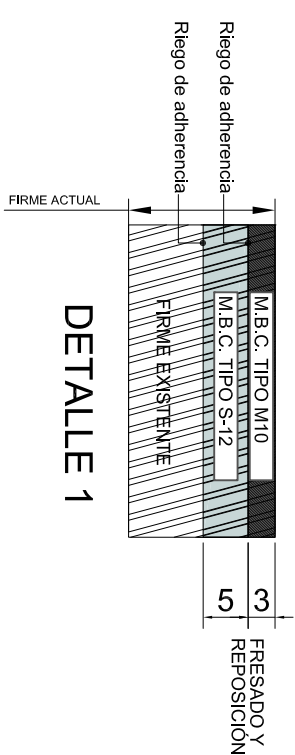 Riego de adherencia
Riego de adherencia
FIRME ACTUAL
M.B.C. TIPO M10
M.B.C. TIPO S-12
FIRME EXISTENTE
3
5
FRESADO Y
REPOSICIÓN
DETALLE 1